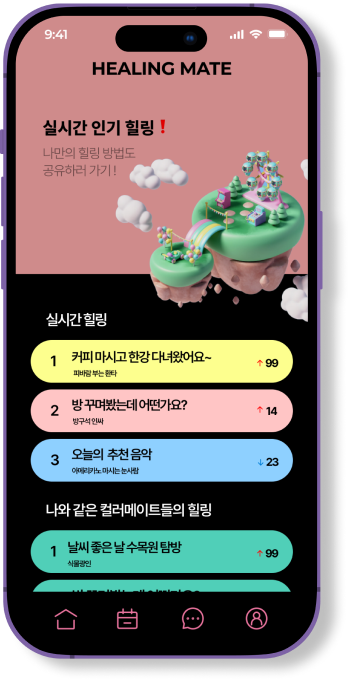 9:41
HEALING MATE
실시간 인기 힐링 !
나만의 힐링 방법도
공유하러 가기 !
실시간 힐링
1 커피 마시고 한강 다녀왔어요~ ↑ 99
피바람 부는 환타
2 방 꾸며봤는데 어떤가요? ↑ 14
방구석 인싸
3 오늘의 추천 음악 ↓ 23
아메리카노 마시는 눈사람
나와 같은 컬러메이트들의 힐링
1 날씨 좋은 날 수목원 탐방 ↑ 99
식물광인